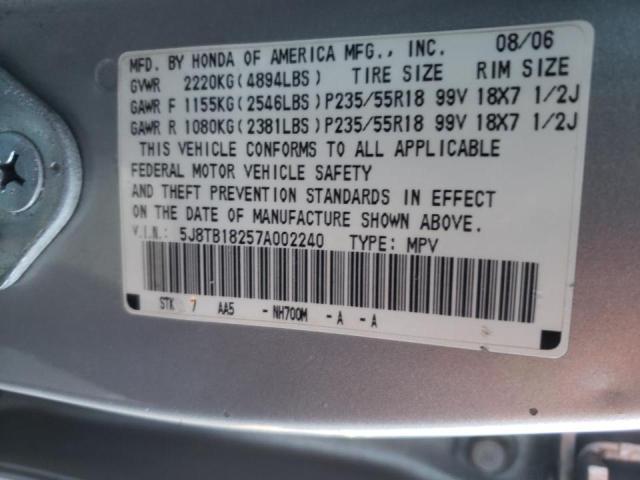 MFD. BY HONDA OF AMERICA MFG., INC. 08/06
GVWR 2220KG(4894LBS) TIRE SIZE RIM SIZE
GAWR F 1155KG(2546LBS)P235/55R18 99V 18X7 1/2J
GAWR R 1080KG(2381LBS)P235/55R18 99V 18X7 1/2J
THIS VEHICLE CONFORMS TO ALL APPLICABLE
FEDERAL MOTOR VEHICLE SAFETY
AND THEFT PREVENTION STANDARDS IN EFFECT
ON THE DATE OF MANUFACTURE SHOWN ABOVE.
V.I.N.: 5J8TB18257A002240 TYPE: MPV
STK 7 AA5 -NH700M -A -A